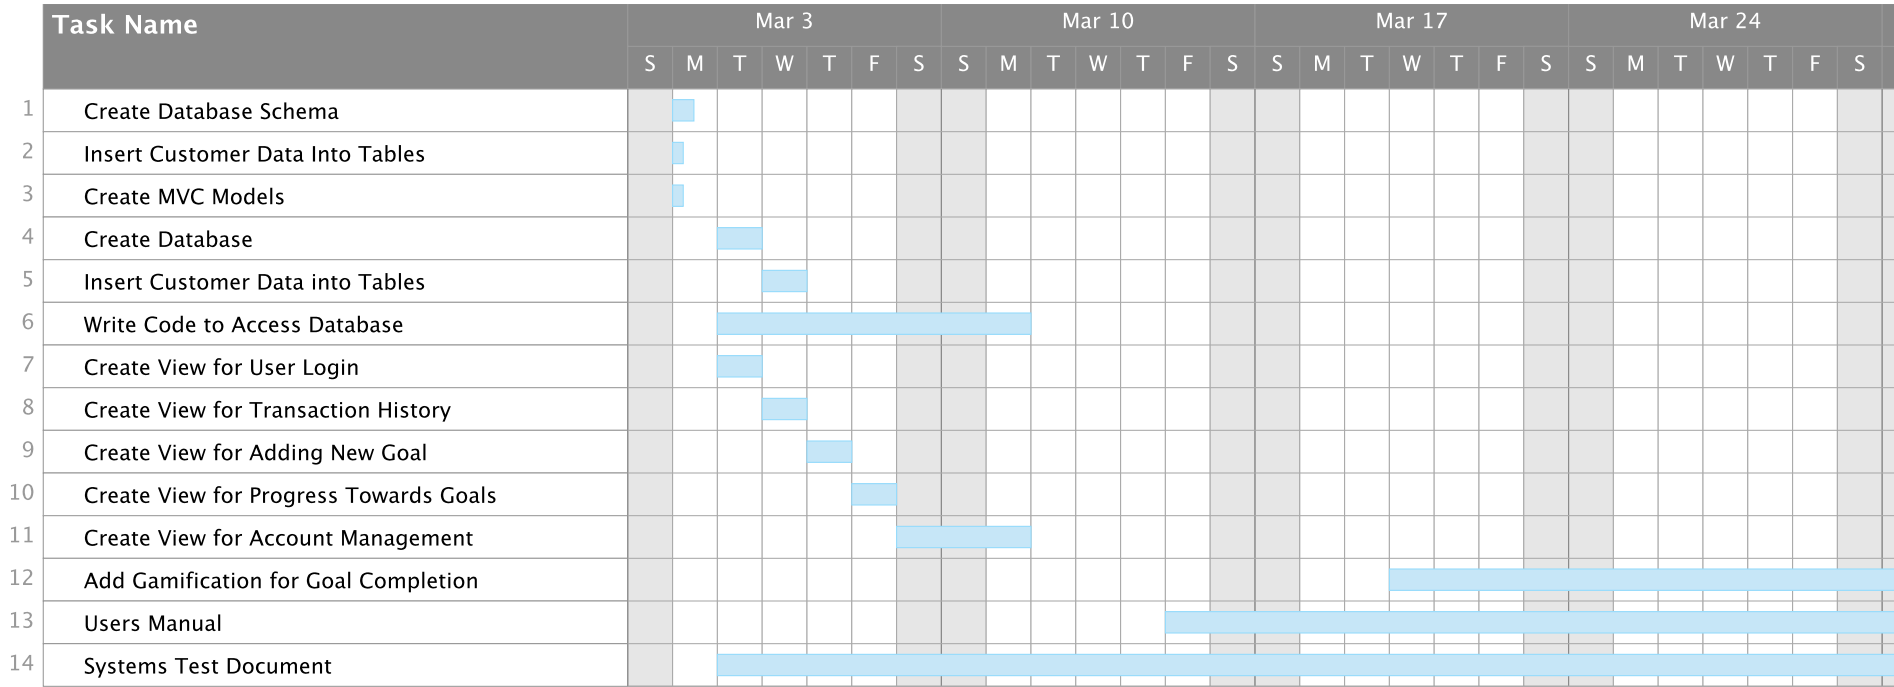 Task Name
Mar 3 Mar 10 Mar 17 Mar 24
S M T W T F S S M T W T F S S M T W T F S S M T W T F S
1 Create Database Schema
2 Insert Customer Data Into Tables
3 Create MVC Models
4 Create Database
5 Insert Customer Data into Tables
6 Write Code to Access Database
7 Create View for User Login
8 Create View for Transaction History
9 Create View for Adding New Goal
10 Create View for Progress Towards Goals
11 Create View for Account Management
12 Add Gamification for Goal Completion
13 Users Manual
14 Systems Test Document